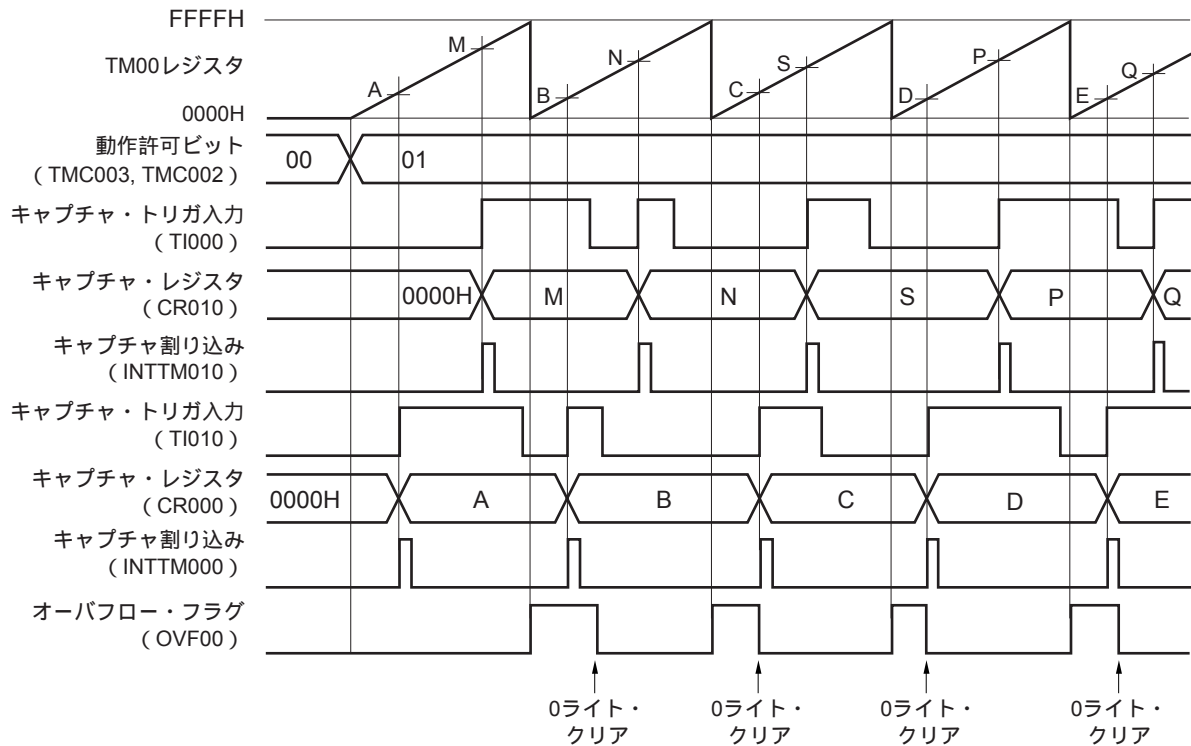 FFFFH
TM00レジスタ
0000H
A
M
B
N
C
S
D
P
E
Q
動作許可ビット
（TMC003, TMC002）
00
01
キャプチャ・トリガ入力
（TI000）
キャプチャ・レジスタ
（CR010）
0000H
M
N
S
P
Q
キャプチャ割り込み
（INTTM010）
キャプチャ・トリガ入力
（TI010）
キャプチャ・レジスタ
（CR000）
0000H
A
B
C
D
E
キャプチャ割り込み
（INTTM000）
オーバフロー・フラグ
（OVF00）
0ライト・
クリア
0ライト・
クリア
0ライト・
クリア
0ライト・
クリア